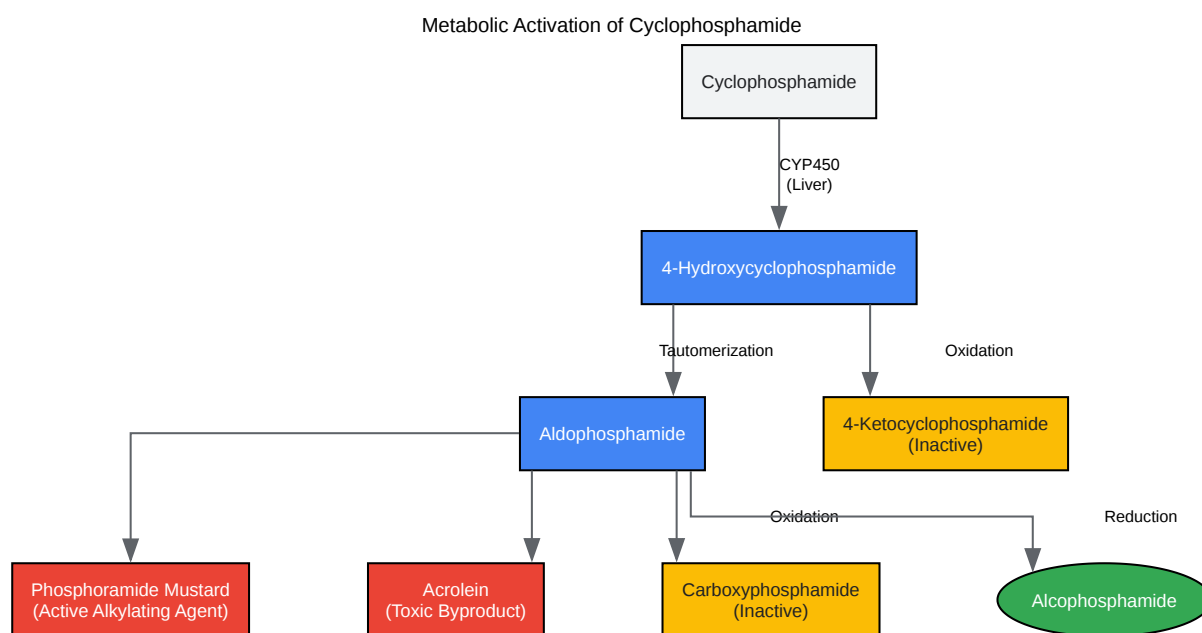 Metabolic Activation of Cyclophosphamide
Cyclophosphamide
CYP450
(Liver)
4-Hydroxycyclophosphamide
Tautomerization
Oxidation
Aldophosphamide
4-Ketocyclophosphamide
(Inactive)
Oxidation
Reduction
Phosphoramide Mustard
(Active Alkylating Agent)
Acrolein
(Toxic Byproduct)
Carboxyphosphamide
(Inactive)
Alcophosphamide